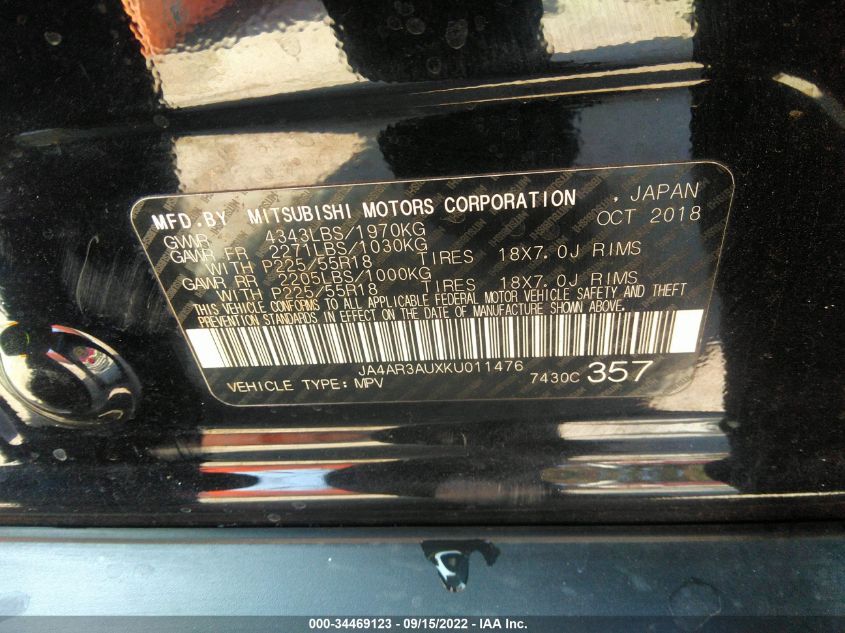 MFD. BY MITSUBISHI MOTORS CORPORATION , JAPAN
GVWR 4343LBS/1970KG OCT 2018
GAWR FR 2271LBS/1030KG
WITH P225/55R18 TIRES 18X7.0J RIMS
GAWR RR 2205LBS/1000KG
WITH P225/55R18 TIRES 18X7.0J RIMS
THIS VEHICLE CONFORMS TO ALL APPLICABLE FEDERAL MOTOR VEHICLE SAFETY, AND THEFT
PREVENTION STANDARDS IN EFFECT ON THE DATE OF MANUFACTURE SHOWN ABOVE.
JA4AR3AUXKU011476
VEHICLE TYPE: MPV 7430C 357
000-34469123 - 09/15/2022 - IAA Inc.